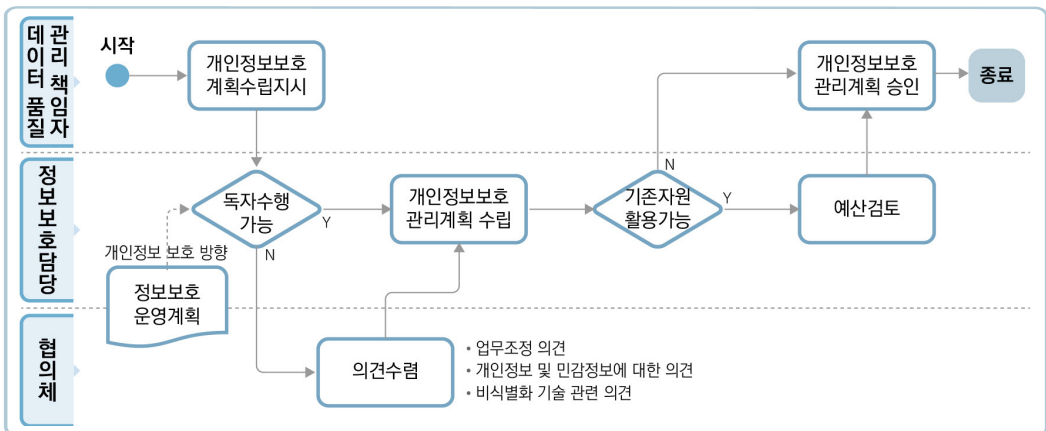 데이터 품질
관리 책임자
시작
개인정보보호
계획수립지시
개인정보보호
관리계획 승인
종료
정보보호담당
독자수행
가능
Y
N
개인정보보호
관리계획 수립
기존자원
활용가능
N
Y
예산검토
개인정보 보호 방향
정보보호
운영계획
협의체
의견수렴
• 업무조정 의견
• 개인정보 및 민감정보에 대한 의견
• 비식별화 기술 관련 의견